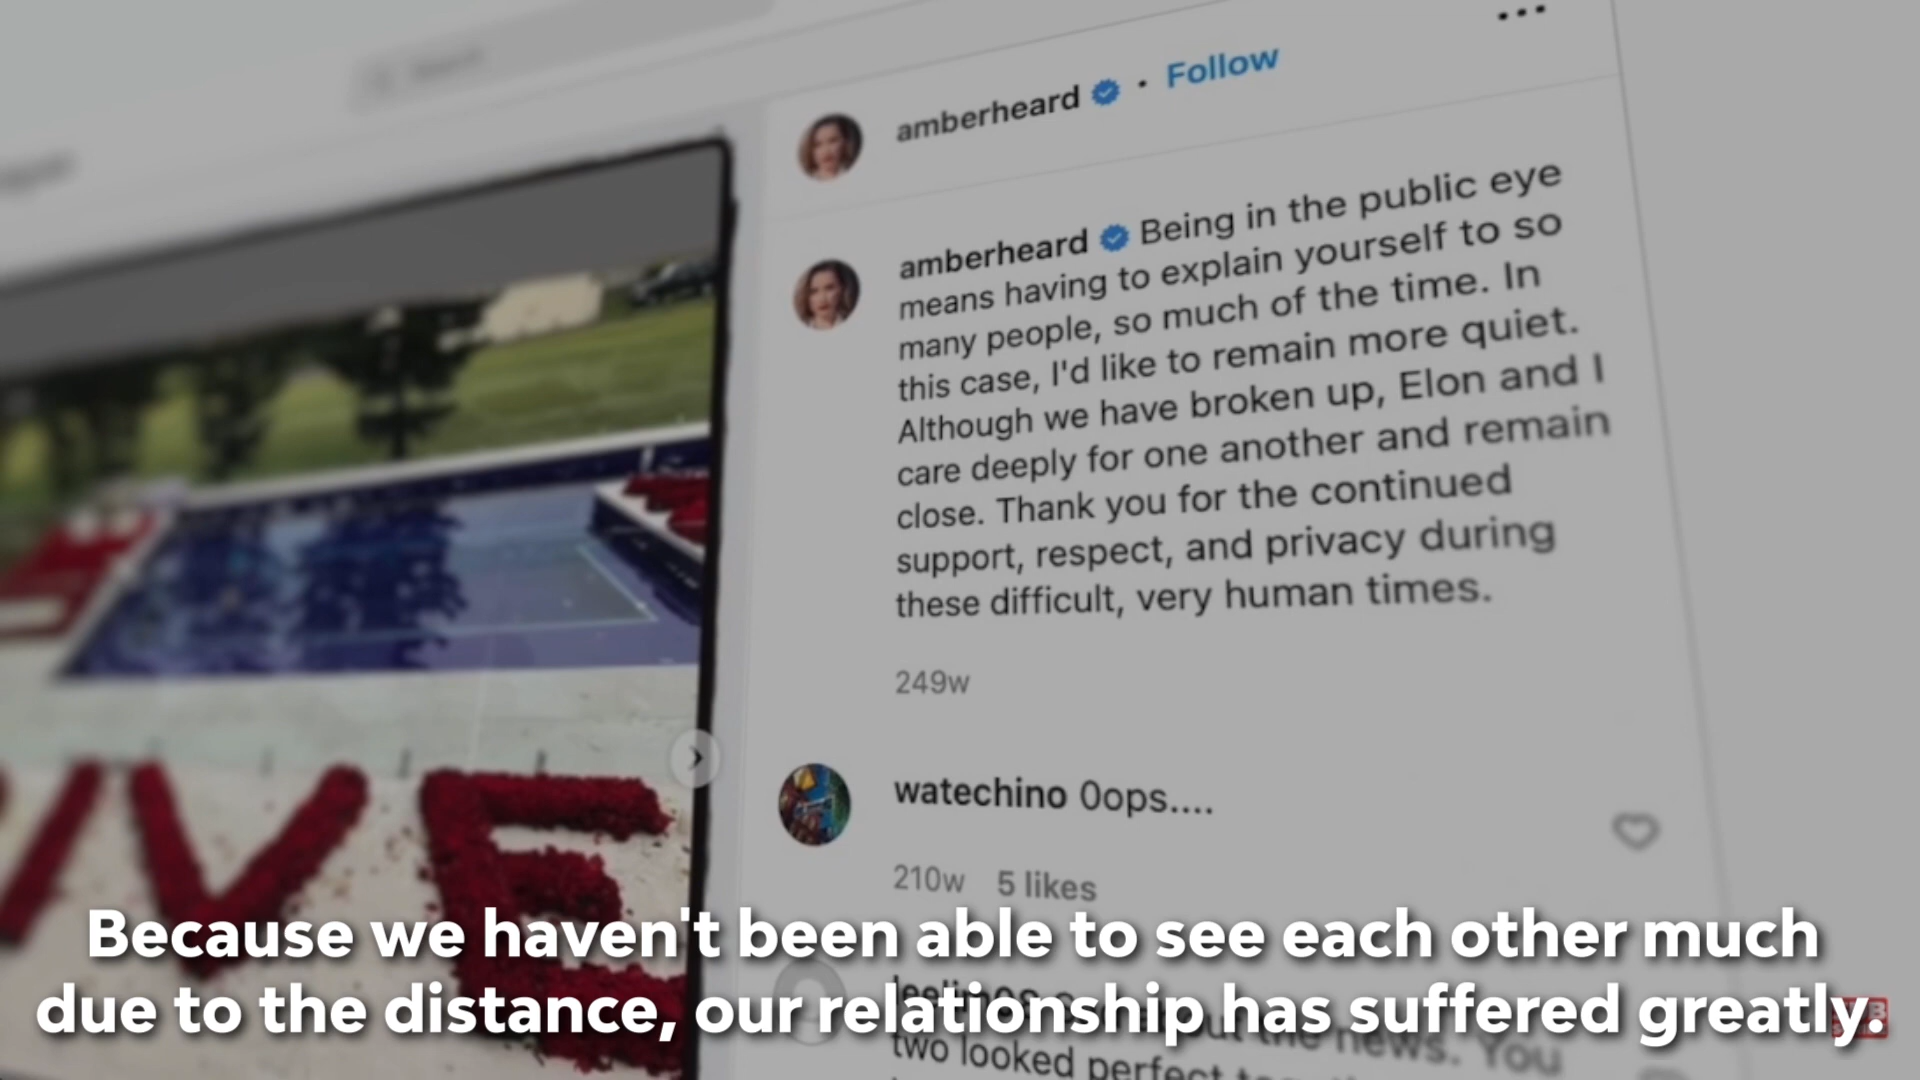 amberheard · Follow
amberheard Being in the public eye
means having to explain yourself to so
many people, so much of the time. In
this case, I'd like to remain more quiet.
Although we have broken up, Elon and I
care deeply for one another and remain
close. Thank you for the continued
support, respect, and privacy during
these difficult, very human times.
249w
watechino Oops....
210w 5 likes
the news. You
two looked perfect
VE
Because we haven't been able to see each other much
due to the distance, our relationship has suffered greatly.